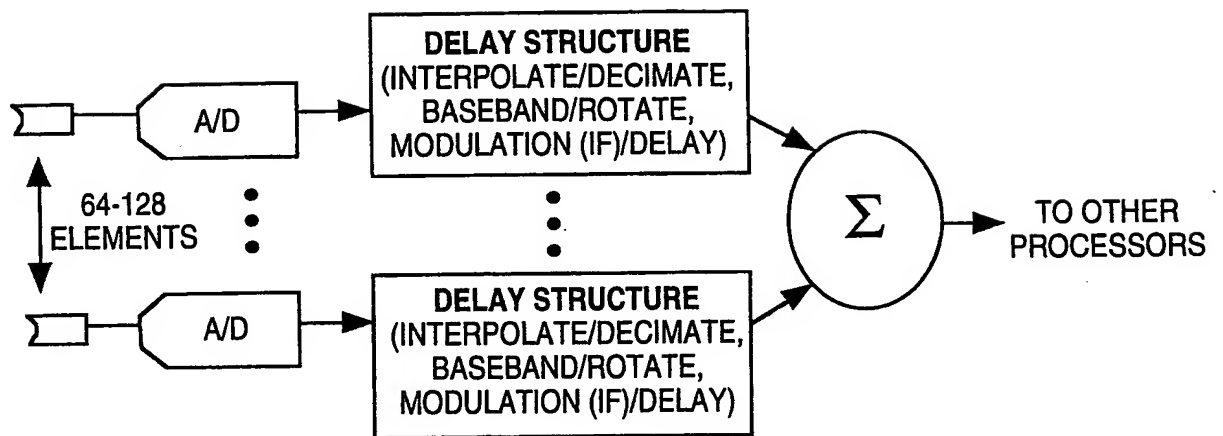 DELAY STRUCTURE
(INTERPOLATE/DECIMATE,
BASEBAND/ROTATE,
MODULATION (IF)/DELAY)
A/D
64-128
ELEMENTS
Σ
TO OTHER
PROCESSORS
DELAY STRUCTURE
(INTERPOLATE/DECIMATE,
BASEBAND/ROTATE,
MODULATION (IF)/DELAY)
A/D